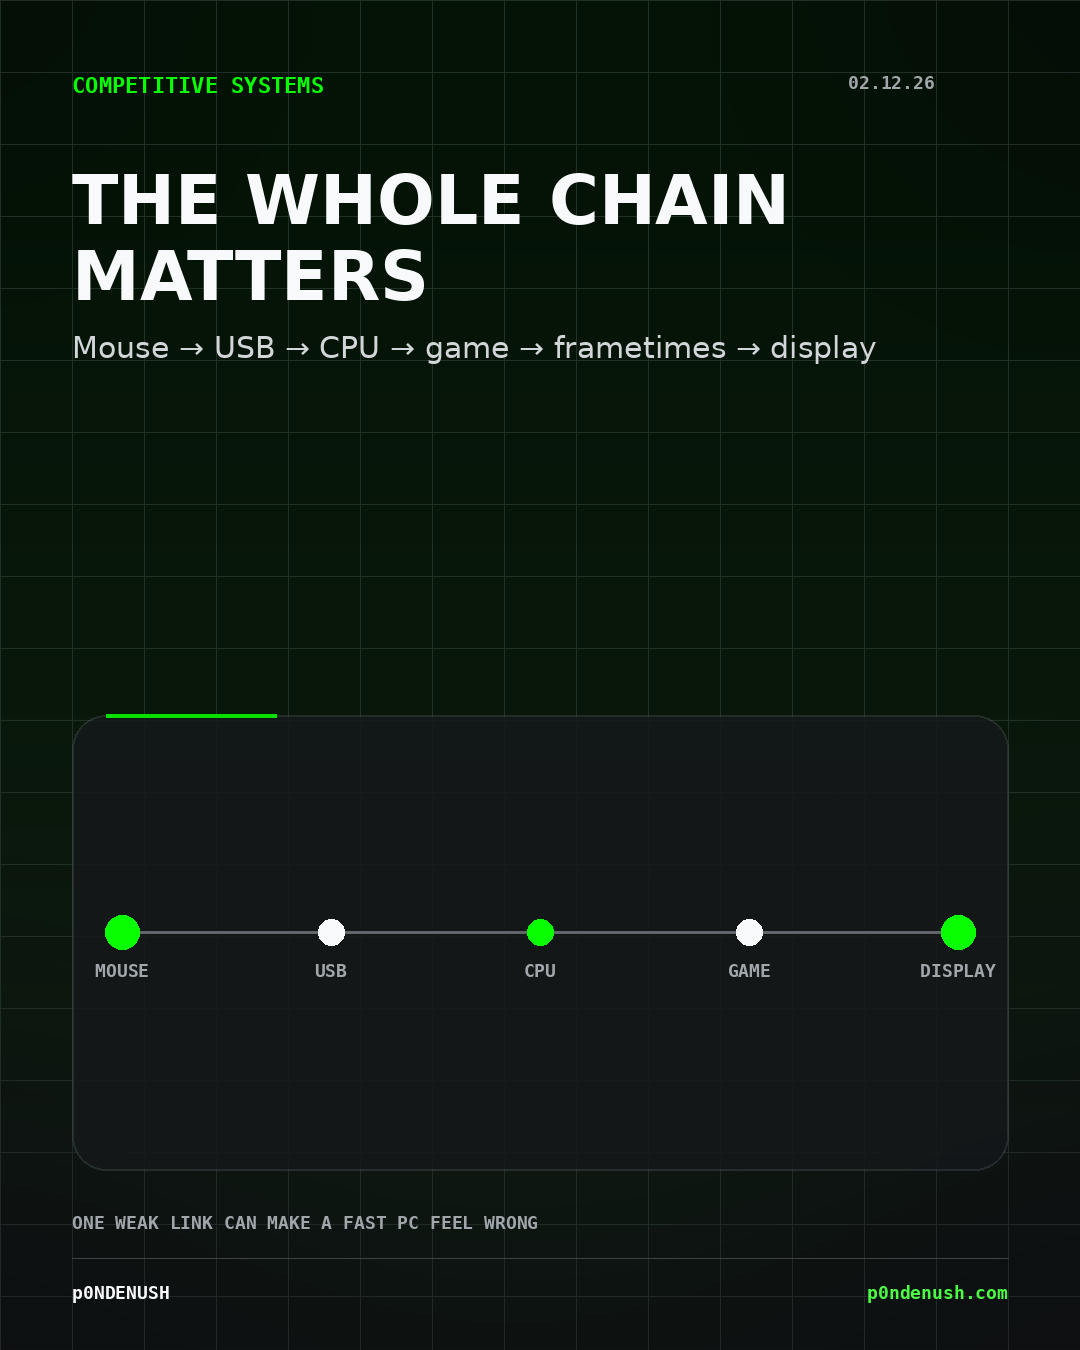 COMPETITIVE SYSTEMS
02.12.26
THE WHOLE CHAIN
MATTERS
Mouse → USB → CPU → game → frametimes → display
MOUSE
USB
CPU
GAME
DISPLAY
ONE WEAK LINK CAN MAKE A FAST PC FEEL WRONG
p0NDENUSH
p0ndenush.com